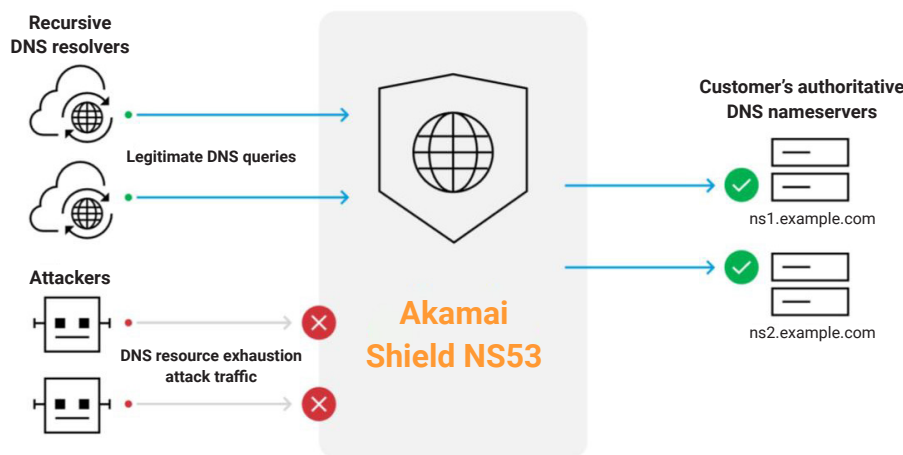 Recursive
DNS resolvers
Legitimate DNS queries
Attackers
DNS resource exhaustion
attack traffic
Akamai
Shield NS53
Customer's authoritative
DNS nameservers
ns1.example.com
ns2.example.com